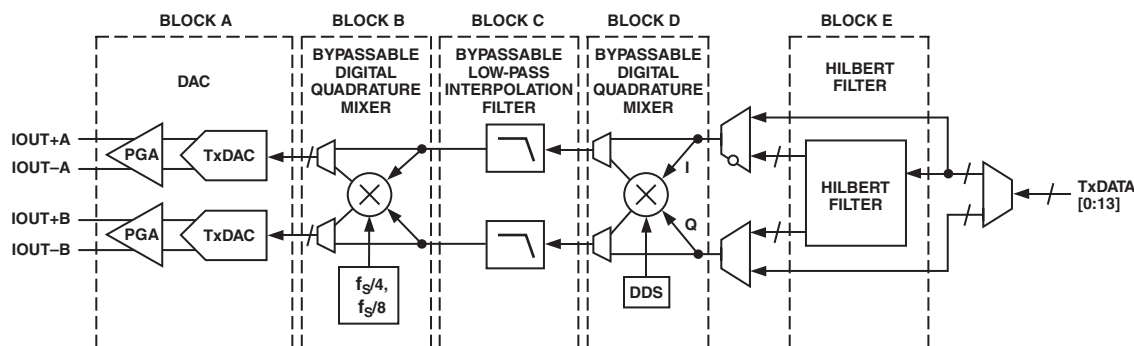 BLOCK A
BLOCK B
BLOCK C
BLOCK D
BLOCK E
DAC
BYPASSABLE
DIGITAL
QUADRATURE
MIXER
BYPASSABLE
LOW-PASS
INTERPOLATION
FILTER
BYPASSABLE
DIGITAL
QUADRATURE
MIXER
HILBERT
FILTER
IOUT+A
IOUT–A
PGA
TxDAC
I
HILBERT
FILTER
TxDATA
[0:13]
IOUT+B
IOUT–B
PGA
TxDAC
Q
fS/4,
fS/8
DDS